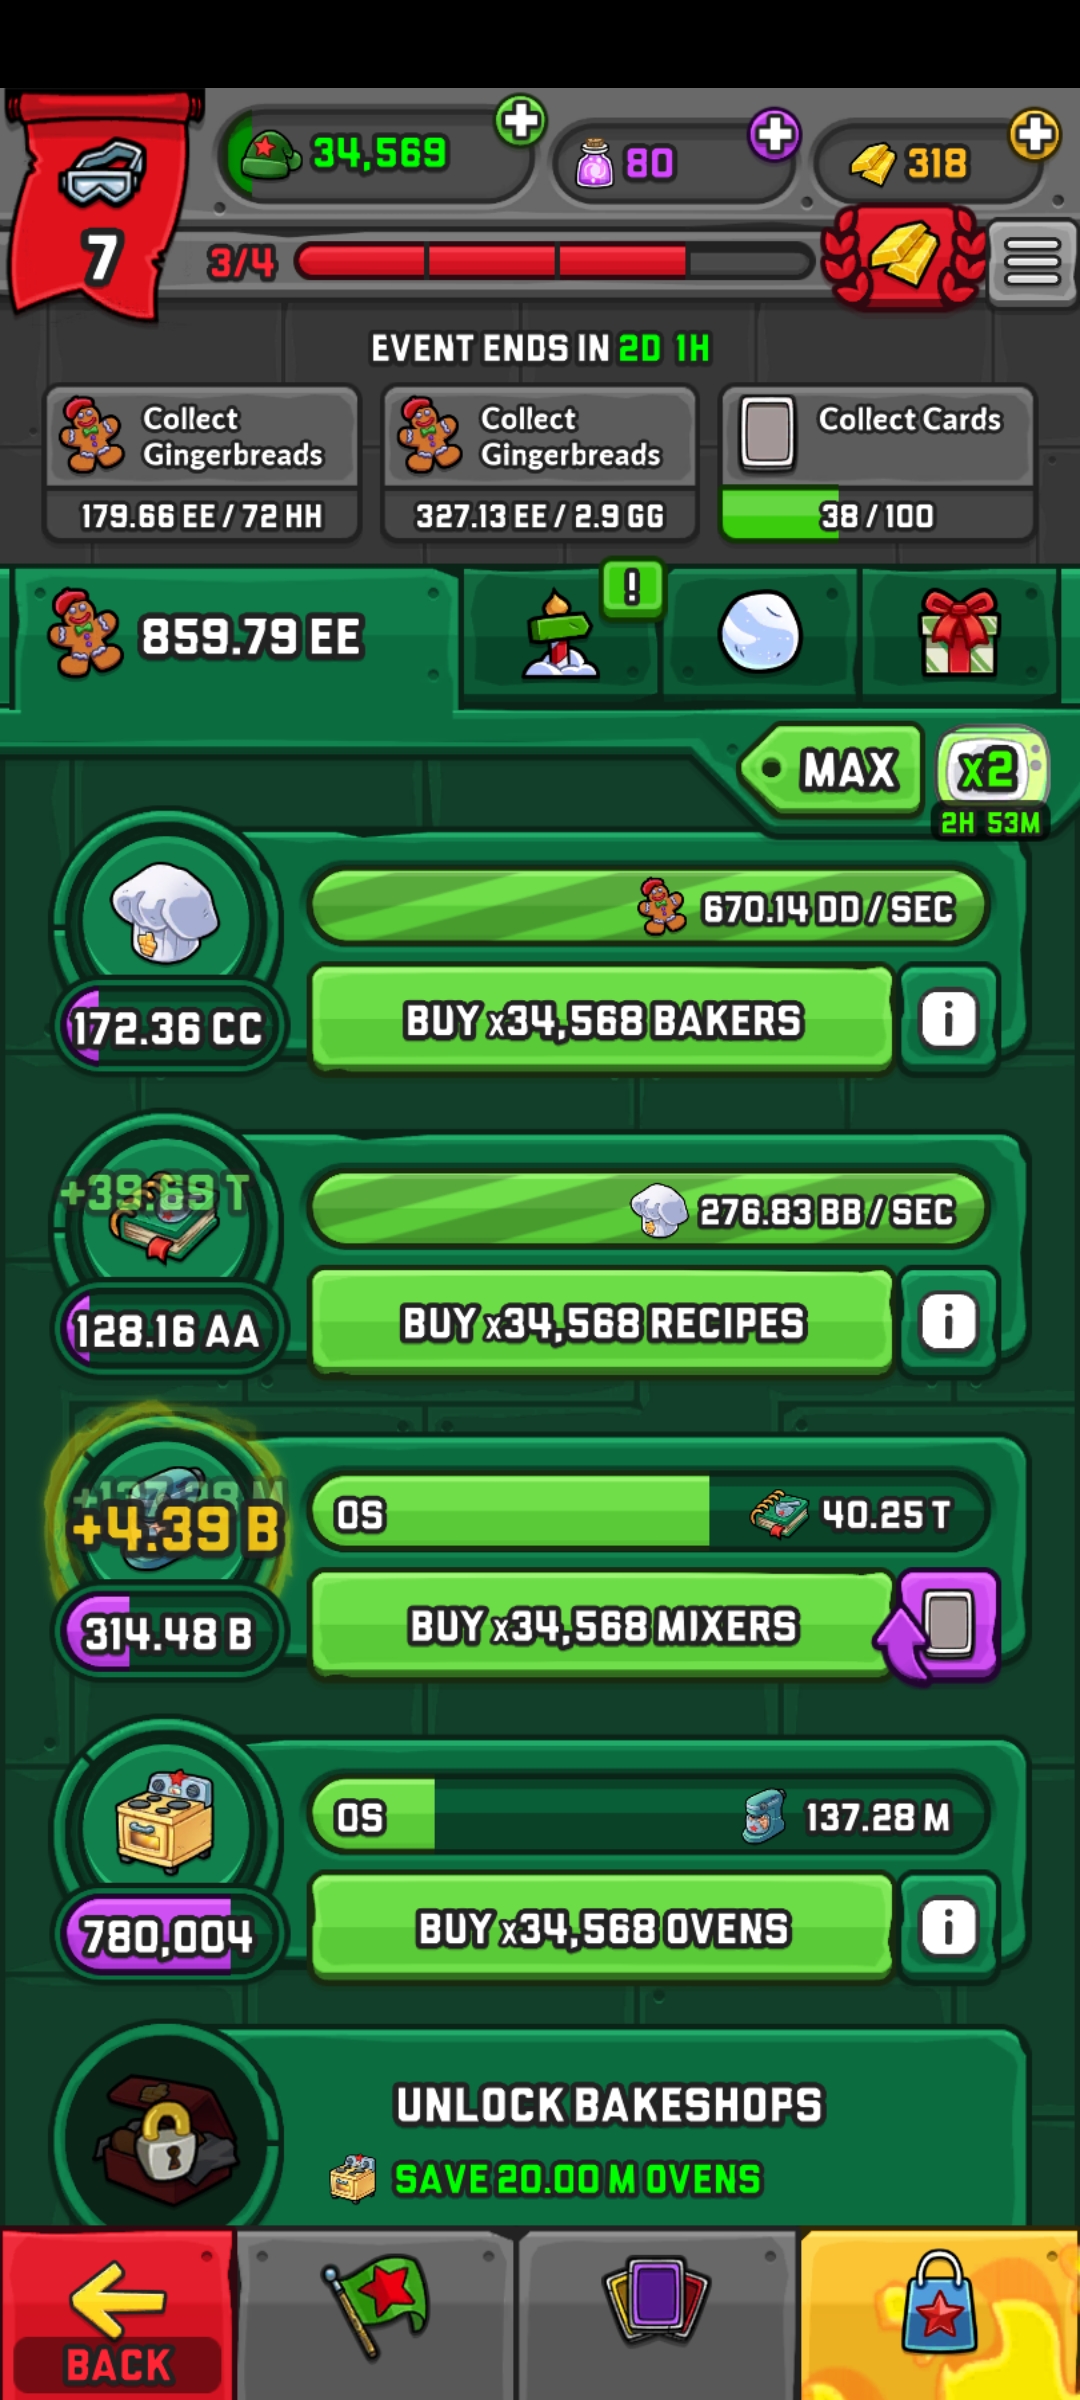 34,569
80
318
7
3/4
EVENT ENDS IN 2D 1H
Collect
Gingerbreads
179.66 EE / 72 HH
Collect
Gingerbreads
327.13 EE / 2.9 GG
Collect Cards
38 / 100
859.79 EE
!
MAX
x2
2H 53M
670.14 DD / SEC
172.36 CC
BUY x34,568 BAKERS
i
+39.69 T
276.83 BB / SEC
128.16 AA
BUY x34,568 RECIPES
i
+4.39 B
0S
40.25 T
314.48 B
BUY x34,568 MIXERS
0S
137.28 M
780,004
BUY x34,568 OVENS
i
UNLOCK BAKESHOPS
SAVE 20.00 M OVENS
BACK